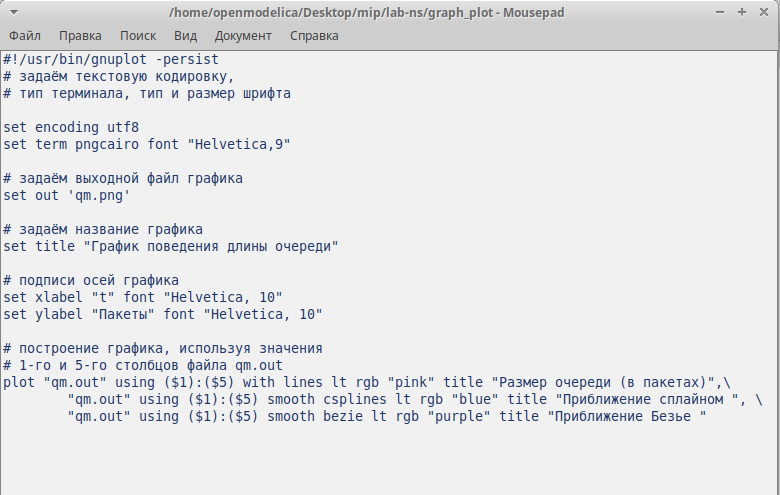 /home/openmodelica/Desktop/mip/lab-ns/graph_plot - Mousepad
Файл Правка Поиск Вид Документ Справка
#!/usr/bin/gnuplot -persist
# задаём текстовую кодировку,
# тип терминала, тип и размер шрифта
set encoding utf8
set term pngcairo font "Helvetica,9"
# задаём выходной файл графика
set out 'qm.png'
# задаём название графика
set title "График поведения длины очереди"
# подписи осей графика
set xlabel "t" font "Helvetica, 10"
set ylabel "Пакеты" font "Helvetica, 10"
# построение графика, используя значения
# 1-го и 5-го столбцов файла qm.out
plot "qm.out" using ($1):($5) with lines lt rgb "pink" title "Размер очереди (в пакетах)",\
"qm.out" using ($1):($5) smooth csplines lt rgb "blue" title "Приближение сплайном ", \
"qm.out" using ($1):($5) smooth bezie lt rgb "purple" title "Приближение Безье "